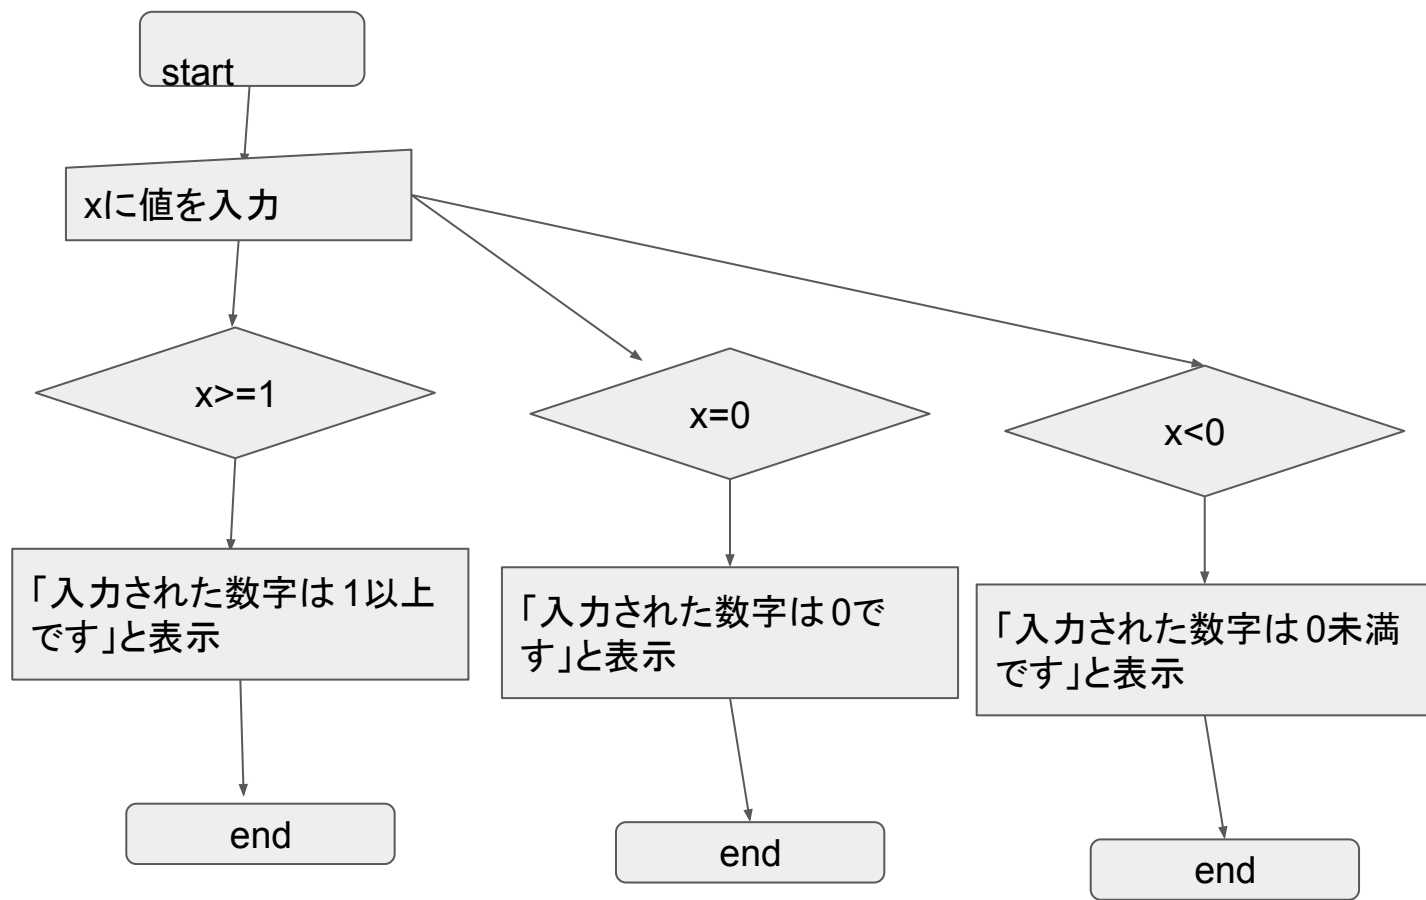 start
xに値を入力
x>=1
x=0
x<0
「入力された数字は1以上
です」と表示
「入力された数字は0で
す」と表示
「入力された数字は0未満
です」と表示
end
end
end